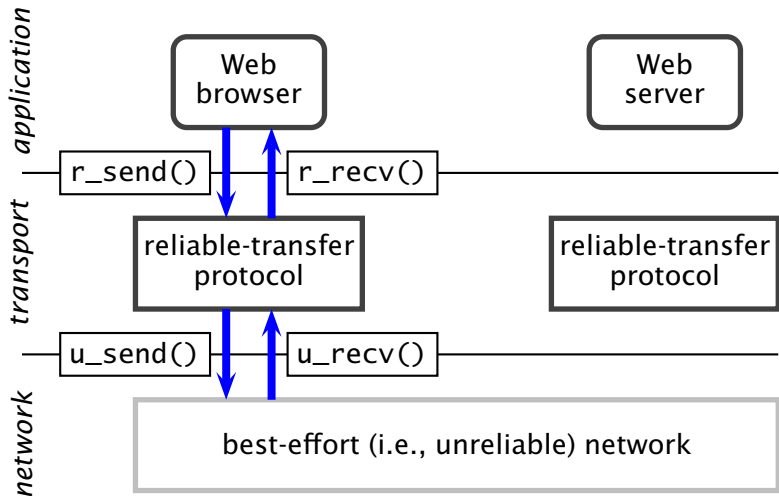 application
Web
browser
Web
server
r_send()
r_recv()
transport
reliable-transfer
protocol
reliable-transfer
protocol
u_send()
u_recv()
network
best-effort (i.e., unreliable) network